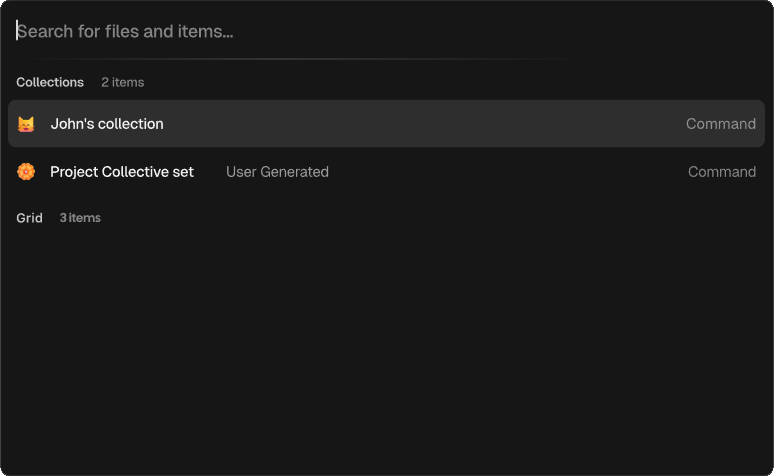 Search for files and items...
Collections 2 items
John's collection Command
Project Collective set User Generated Command
Grid 3 items